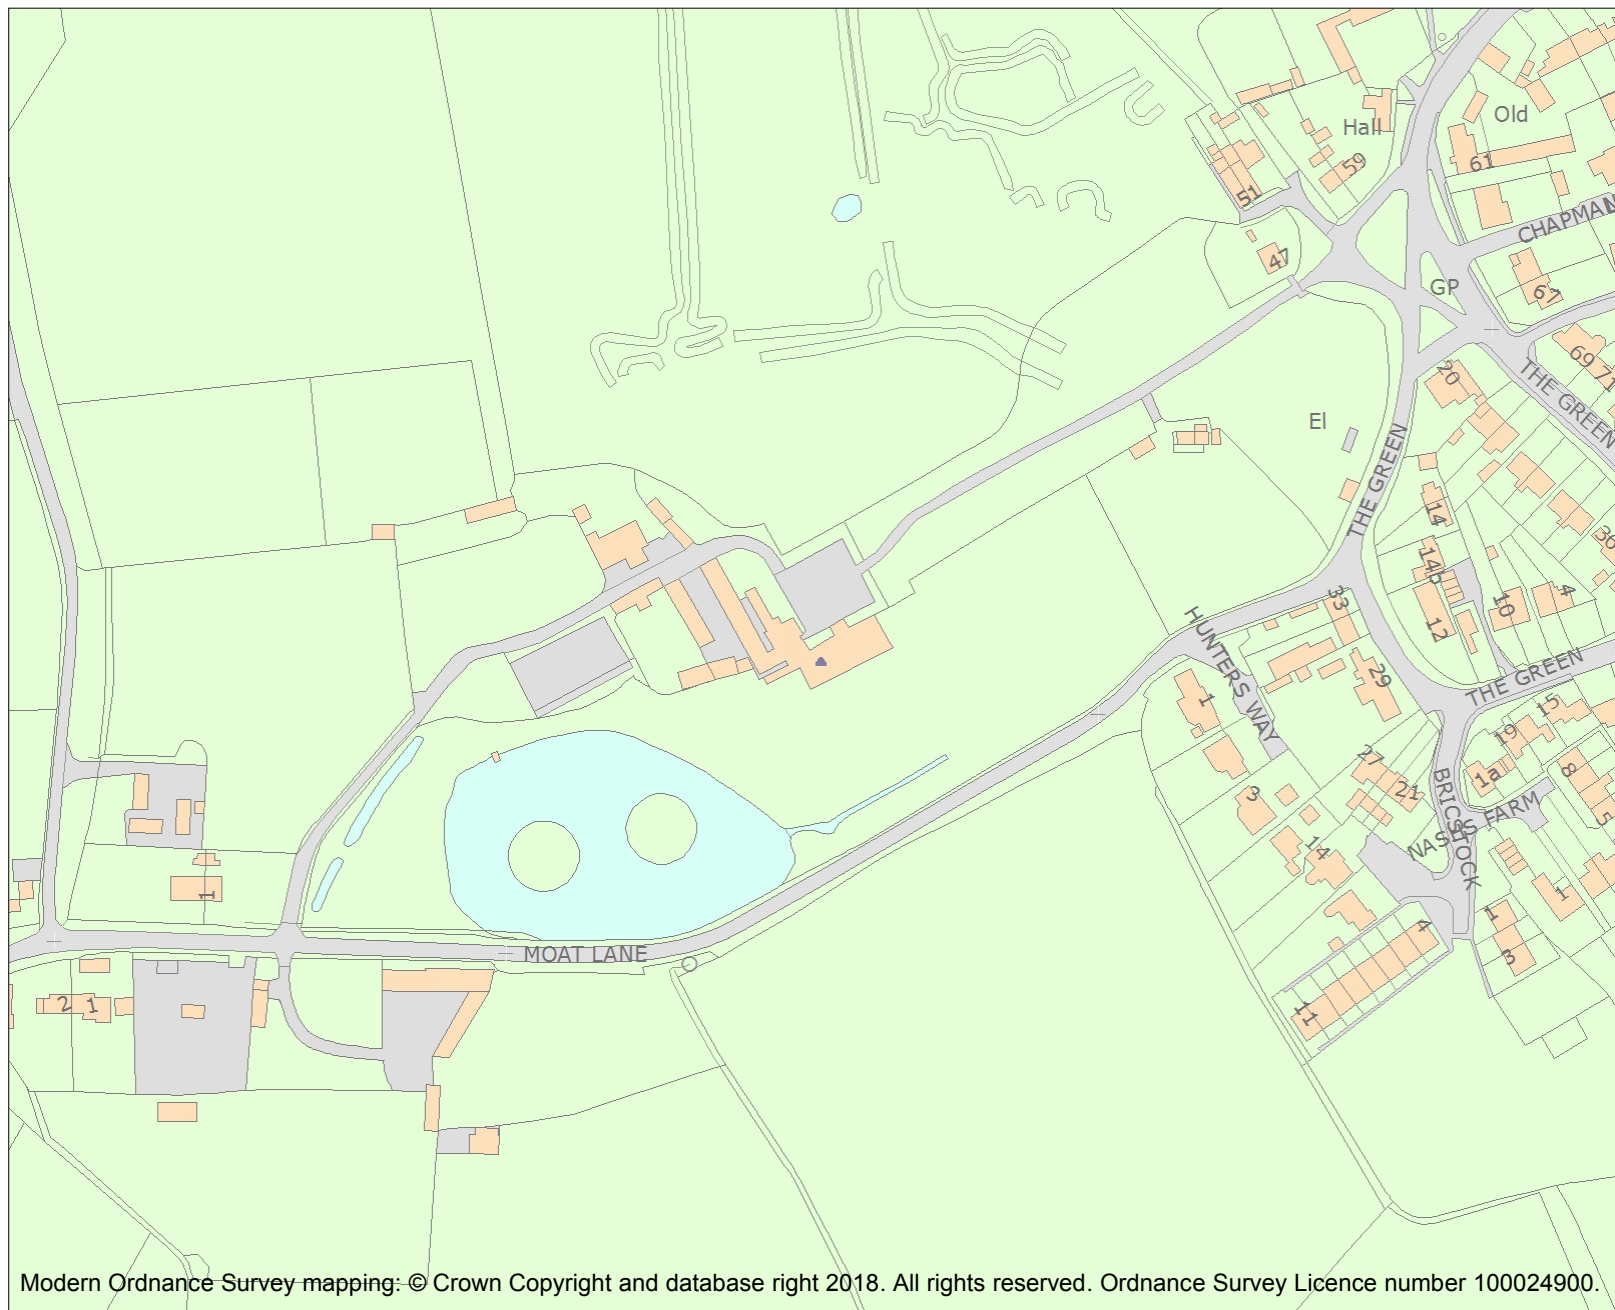 Old
Hall
59
61
51
CHAPMAN
47
GP
67
69
71
THE GREEN
20
El
THE GREEN
14
36
14b
4
33
10
12
HUNTERS WAY
THE GREEN
29
1
15
19
27
1a
8
21
3
5
BRICSTOCK
NASHS FARM
14
1
1
1
4
3
MOAT LANE
2
1
11
Modern Ordnance Survey mapping: © Crown Copyright and database right 2018. All rights reserved. Ordnance Survey Licence number 100024900.